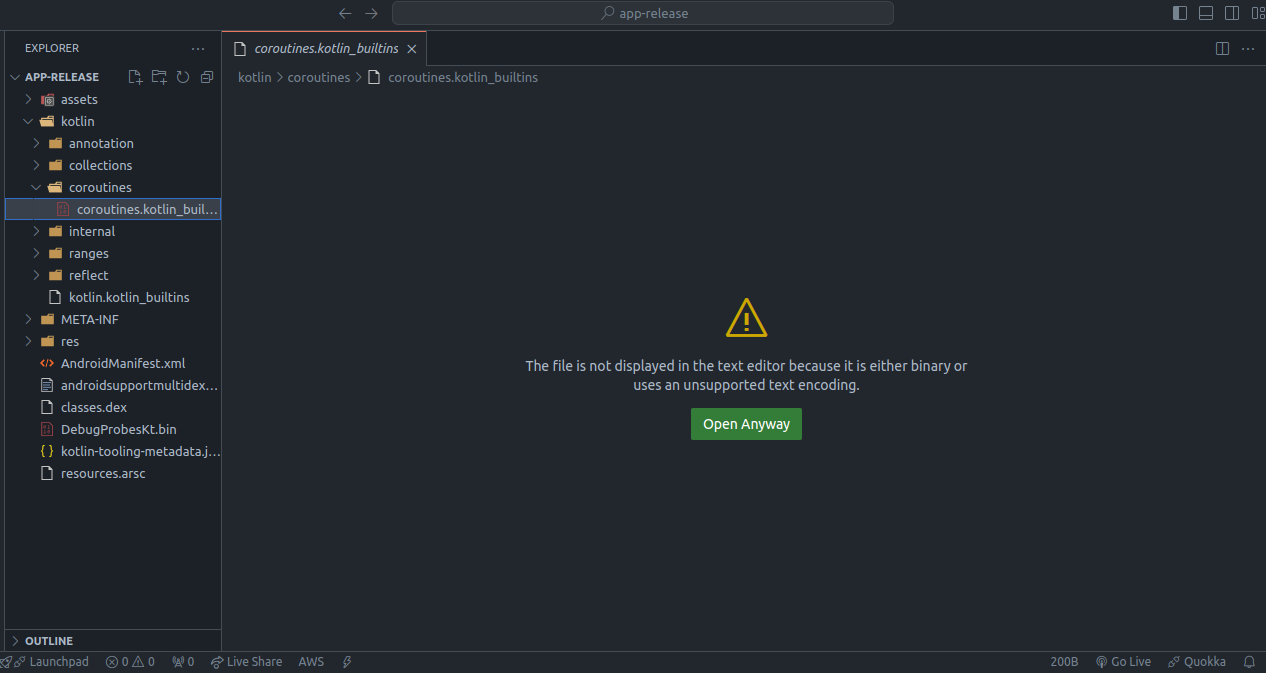 app-release
EXPLORER
coroutines.kotlin_builtins
APP-RELEASE
kotlin
coroutines
coroutines.kotlin_builtins
assets
kotlin
annotation
collections
coroutines
coroutines.kotlin_buil...
internal
ranges
reflect
kotlin.kotlin_builtins
META-INF
res
AndroidManifest.xml
androidsupportmultidex...
classes.dex
DebugProbesKt.bin
kotlin-tooling-metadata.j...
resources.arsc
The file is not displayed in the text editor because it is either binary or
uses an unsupported text encoding.
Open Anyway
OUTLINE
Launchpad 0 0 0 Live Share AWS 200B Go Live Quokka